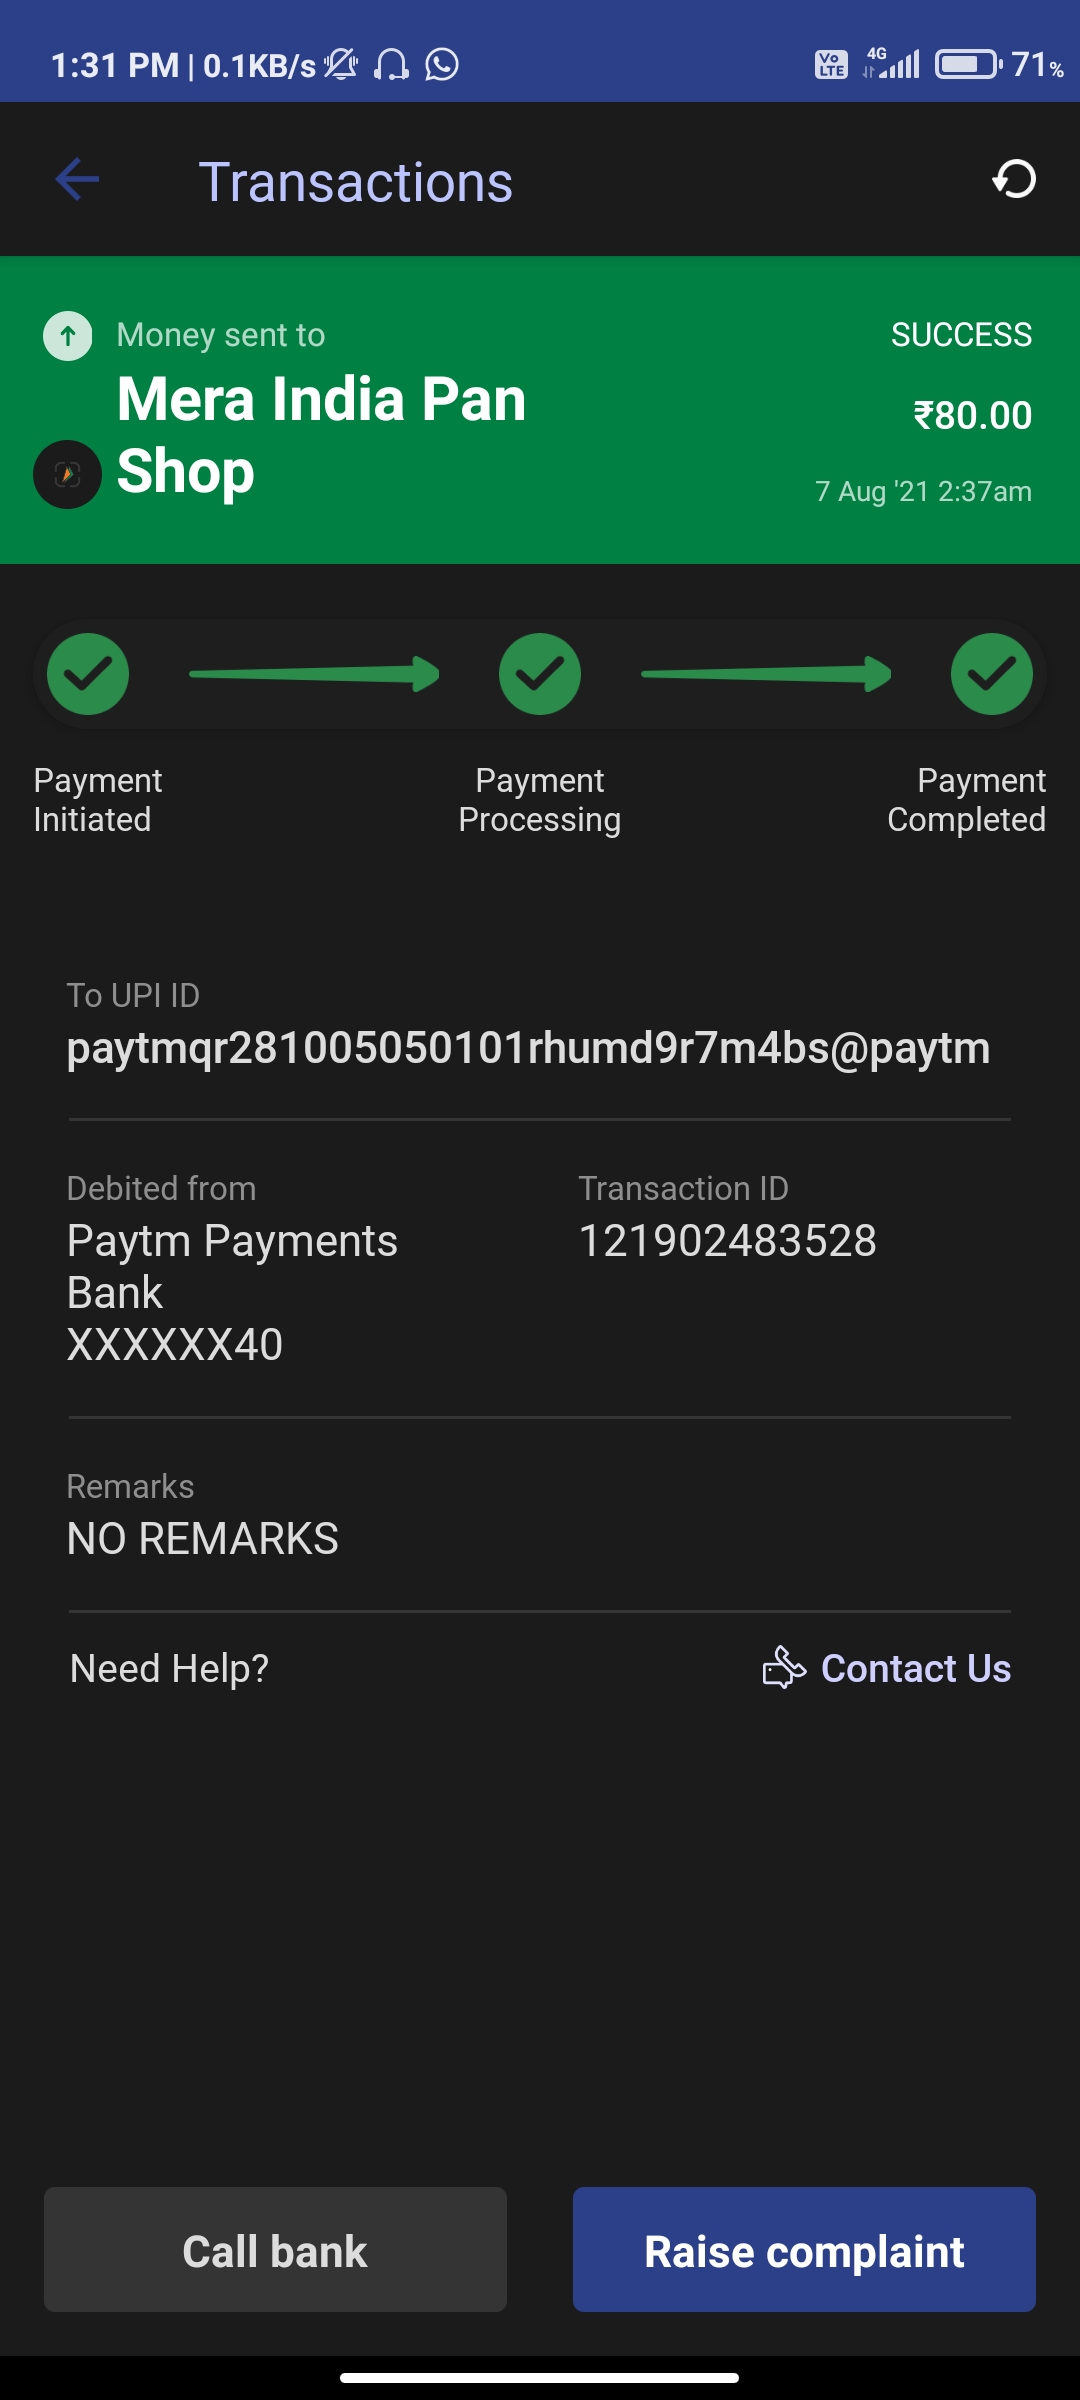 1:31 PM | 0.1KB/s
Vo LTE 4G 71%
Transactions
Money sent to
SUCCESS
Mera India Pan
Shop
₹80.00
7 Aug '21 2:37am
Payment
Initiated
Payment
Processing
Payment
Completed
To UPI ID
paytmqr281005050101rhumd9r7m4bs@paytm
Debited from
Paytm Payments
Bank
XXXXXX40
Transaction ID
121902483528
Remarks
NO REMARKS
Need Help?
Contact Us
Call bank
Raise complaint